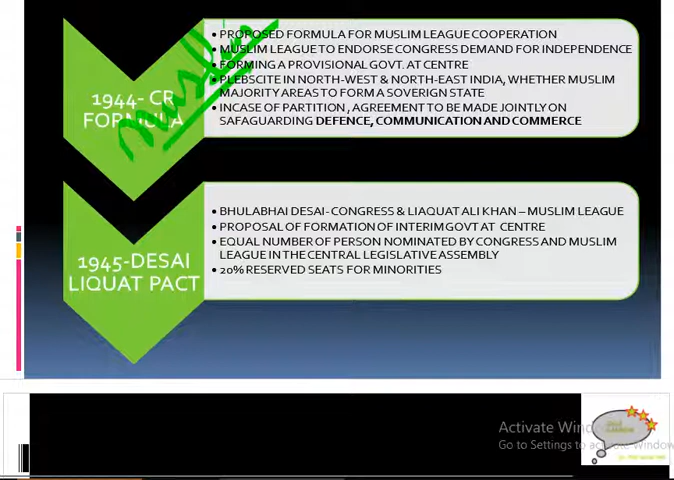 1944- CR
FORMULA
• PROPOSED FORMULA FOR MUSLIM LEAGUE COOPERATION
• MUSLIM LEAGUE TO ENDORSE CONGRESS DEMAND FOR INDEPENDENCE
• FORMING A PROVISIONAL GOVT. AT CENTRE
• PLEBSCITE IN NORTH-WEST & NORTH-EAST INDIA, WHETHER MUSLIM
MAJORITY AREAS TO FORM A SOVERIGN STATE
• INCASE OF PARTITION, AGREEMENT TO BE MADE JOINTLY ON
SAFAGUARDING DEFENCE, COMMUNICATION AND COMMERCE
Muslim
1945-DESAI
LIQUAT PACT
• BHULABHAI DESAI- CONGRESS & LIAQUAT ALI KHAN – MUSLIM LEAGUE
• PROPOSAL OF FORMATION OF INTERIM GOVT AT CENTRE
• EQUAL NUMBER OF PERSON NOMINATED BY CONGRESS AND MUSLIM
LEAGUE IN THE CENTRAL LEGISLATIVE ASSEMBLY
• 20% RESERVED SEATS FOR MINORITIES
Activate Wind
Go to Settings to activate Window